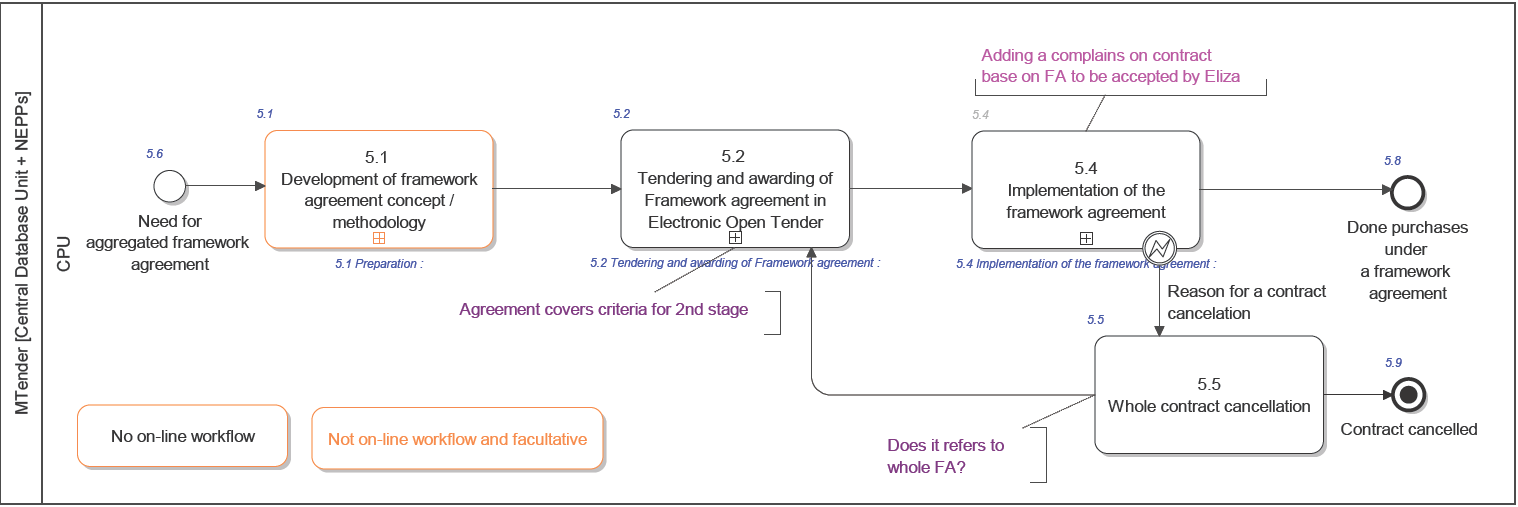 MTender [Central Database Unit + NEPPs]
CPU
5.6
Need for
aggregated framework
agreement
5.1
5.1
Development of framework
agreement concept /
methodology
5.1 Preparation :
5.2
5.2
Tendering and awarding of
Framework agreement in
Electronic Open Tender
5.2 Tendering and awarding of Framework agreement :
Agreement covers criteria for 2nd stage
Adding a complains on contract
base on FA to be accepted by Eliza
5.4
5.4
Implementation of the
framework agreement
5.4 Implementation of the framework agreement :
5.8
Done purchases
under
a framework
agreement
Reason for a contract
cancelation
5.5
5.5
Whole contract cancellation
5.9
Contract cancelled
Does it refers to
whole FA?
No on-line workflow
Not on-line workflow and facultative